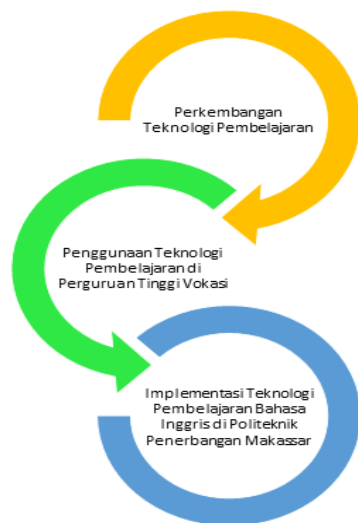 Perkembangan
Teknologi Pembelajaran
Penggunaan Teknologi
Pembelajaran di
Perguruan Tinggi Vokasi
Implementasi Teknologi
Pembelajaran Bahasa
Inggris di Politeknik
Penerbangan Makassar